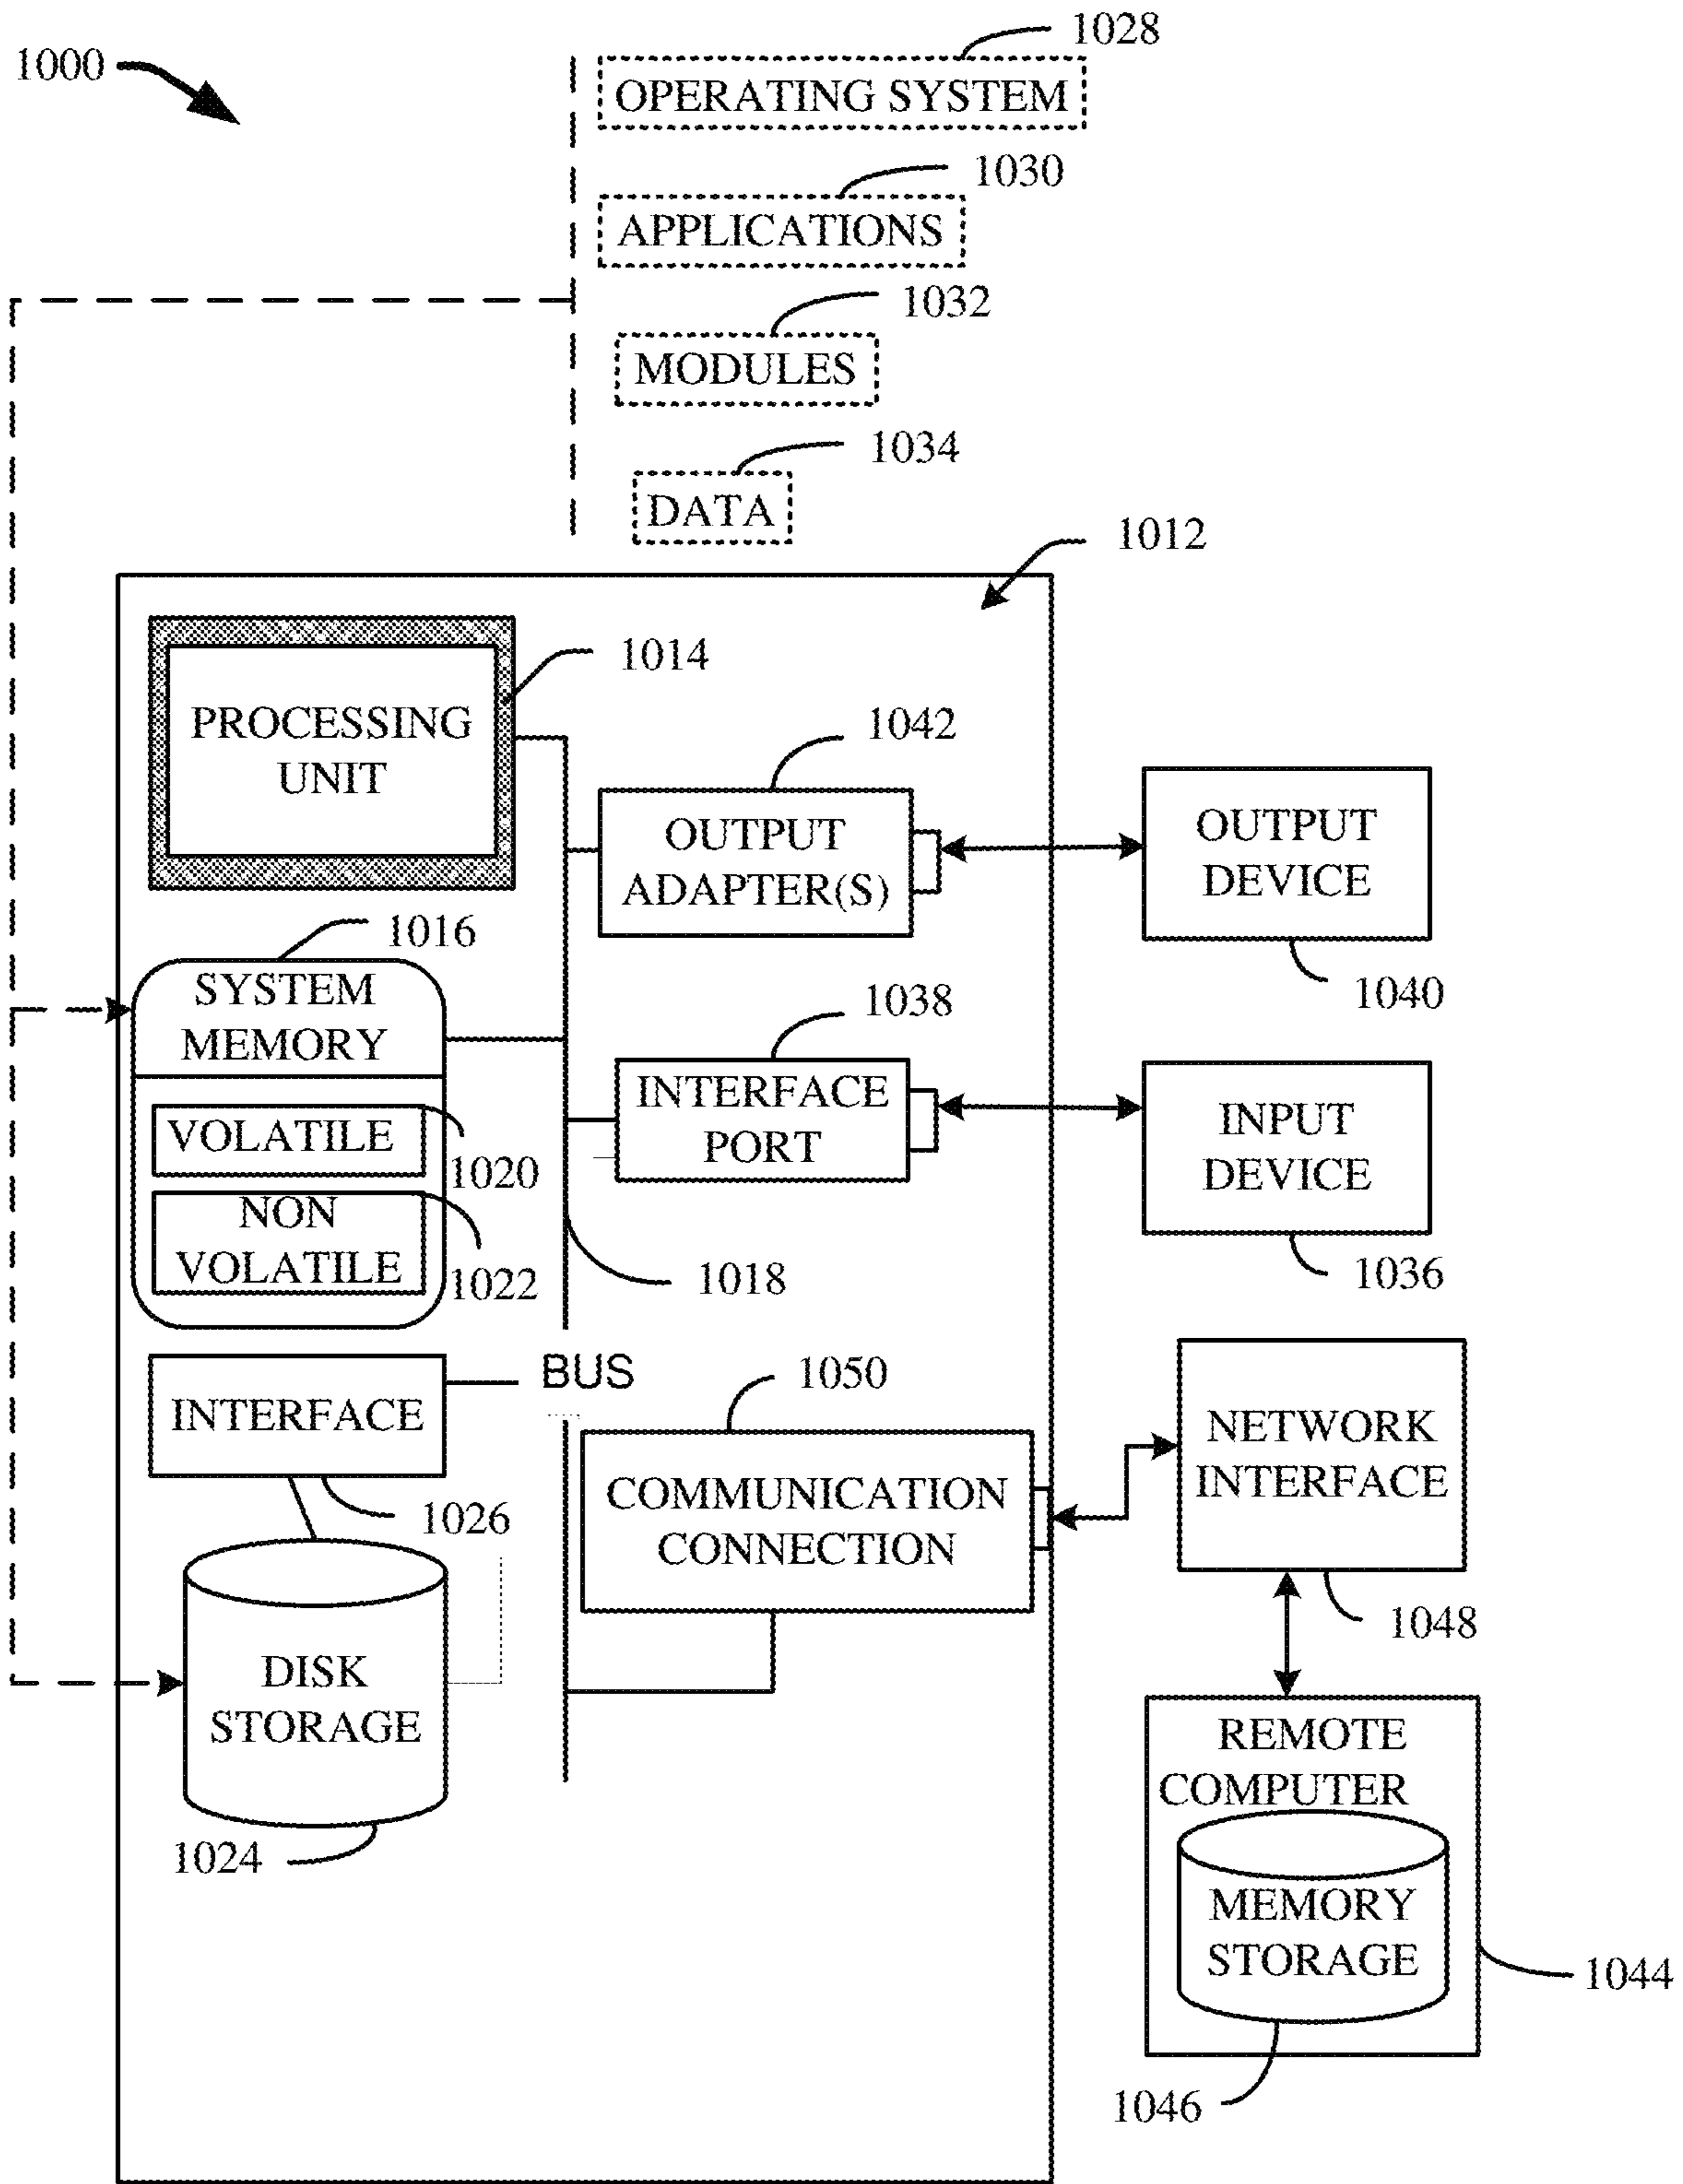 1000
1028
OPERATING SYSTEM
1030
APPLICATIONS
1032
MODULES
1034
DATA
1012
1014
PROCESSING
UNIT
1042
OUTPUT
ADAPTER(S)
OUTPUT
DEVICE
1040
1016
SYSTEM
MEMORY
VOLATILE
1020
NON
VOLATILE
1022
1038
INTERFACE
PORT
INPUT
DEVICE
1036
1018
BUS
INTERFACE
1026
1050
COMMUNICATION
CONNECTION
NETWORK
INTERFACE
1048
DISK
STORAGE
1024
REMOTE
COMPUTER
MEMORY
STORAGE
1044
1046